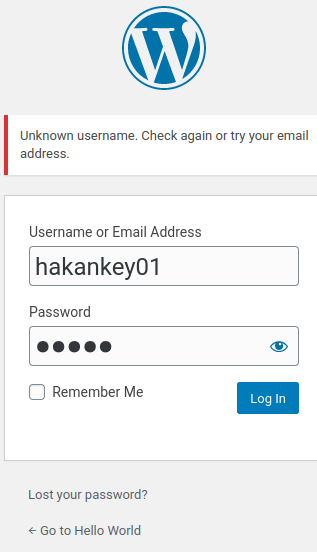 Unknown username. Check again or try your email
address.
Username or Email Address
hakankey01
Password
●●●●●
Remember Me
Log In
Lost your password?
← Go to Hello World